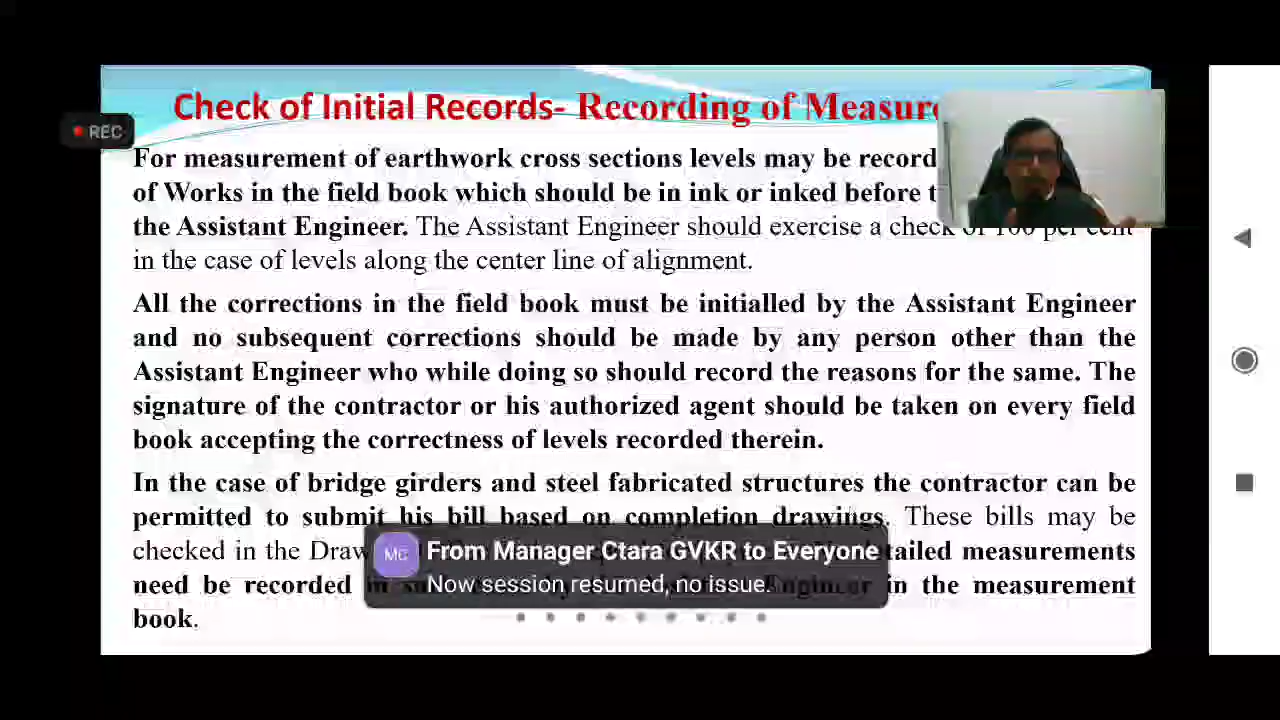 Check of Initial Records- Recording of Measure
REC
For measurement of earthwork cross sections levels may be record
of Works in the field book which should be in ink or inked before t
the Assistant Engineer. The Assistant Engineer should exercise a check of 100 per cent
in the case of levels along the center line of alignment.
All the corrections in the field book must be initialled by the Assistant Engineer
and no subsequent corrections should be made by any person other than the
Assistant Engineer who while doing so should record the reasons for the same. The
signature of the contractor or his authorized agent should be taken on every field
book accepting the correctness of levels recorded therein.
In the case of bridge girders and steel fabricated structures the contractor can be
permitted to submit his bill based on completion drawings. These bills may be
checked in the Draw tailed measurements
need be recorded in Engineer in the measurement
book.
MC
From Manager Ctara GVKR to Everyone
Now session resumed, no issue.